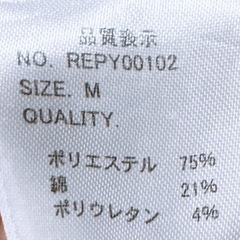 品質表示
NO. REPY00102
SIZE. M
QUALITY.
ポリエステル 75%
綿 21%
ポリウレタン 4%